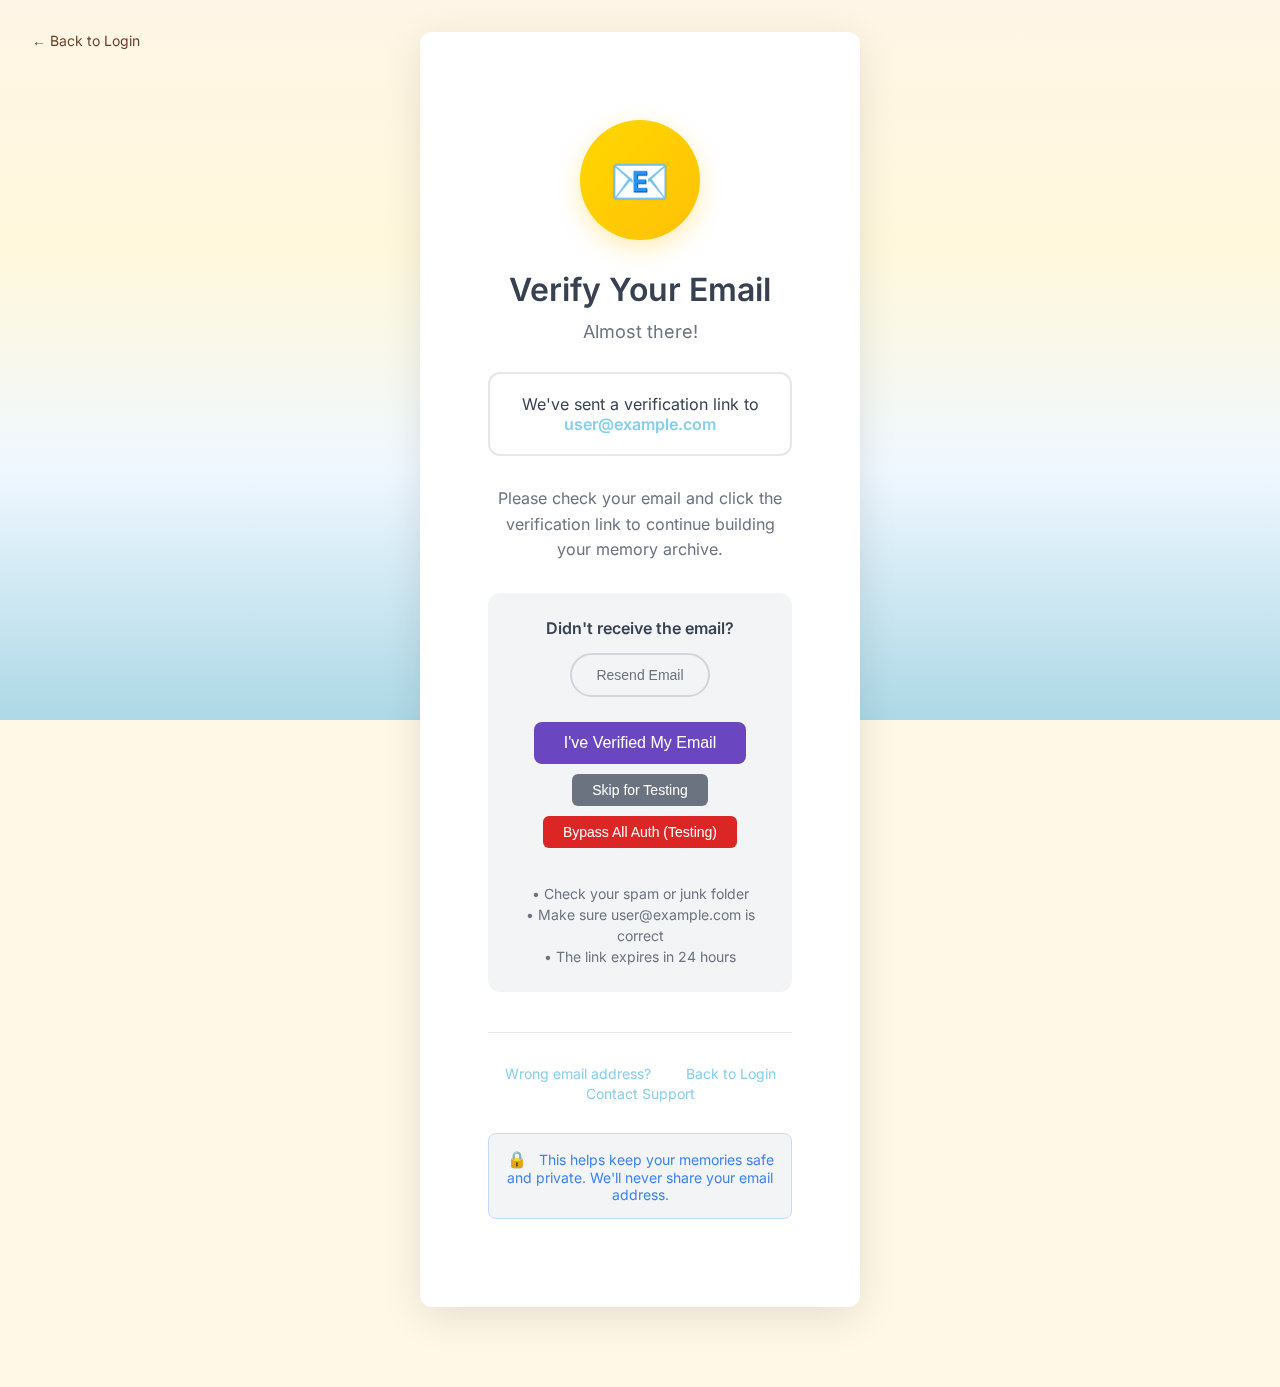 ← Back to Login
Verify Your Email
Almost there!
We've sent a verification link to
user@example.com
Please check your email and click the
verification link to continue building
your memory archive.
Didn't receive the email?
Resend Email
I've Verified My Email
Skip for Testing
Bypass All Auth (Testing)
• Check your spam or junk folder
• Make sure user@example.com is
correct
• The link expires in 24 hours
Wrong email address? Back to Login
Contact Support
🔒 This helps keep your memories safe
and private. We'll never share your email
address.